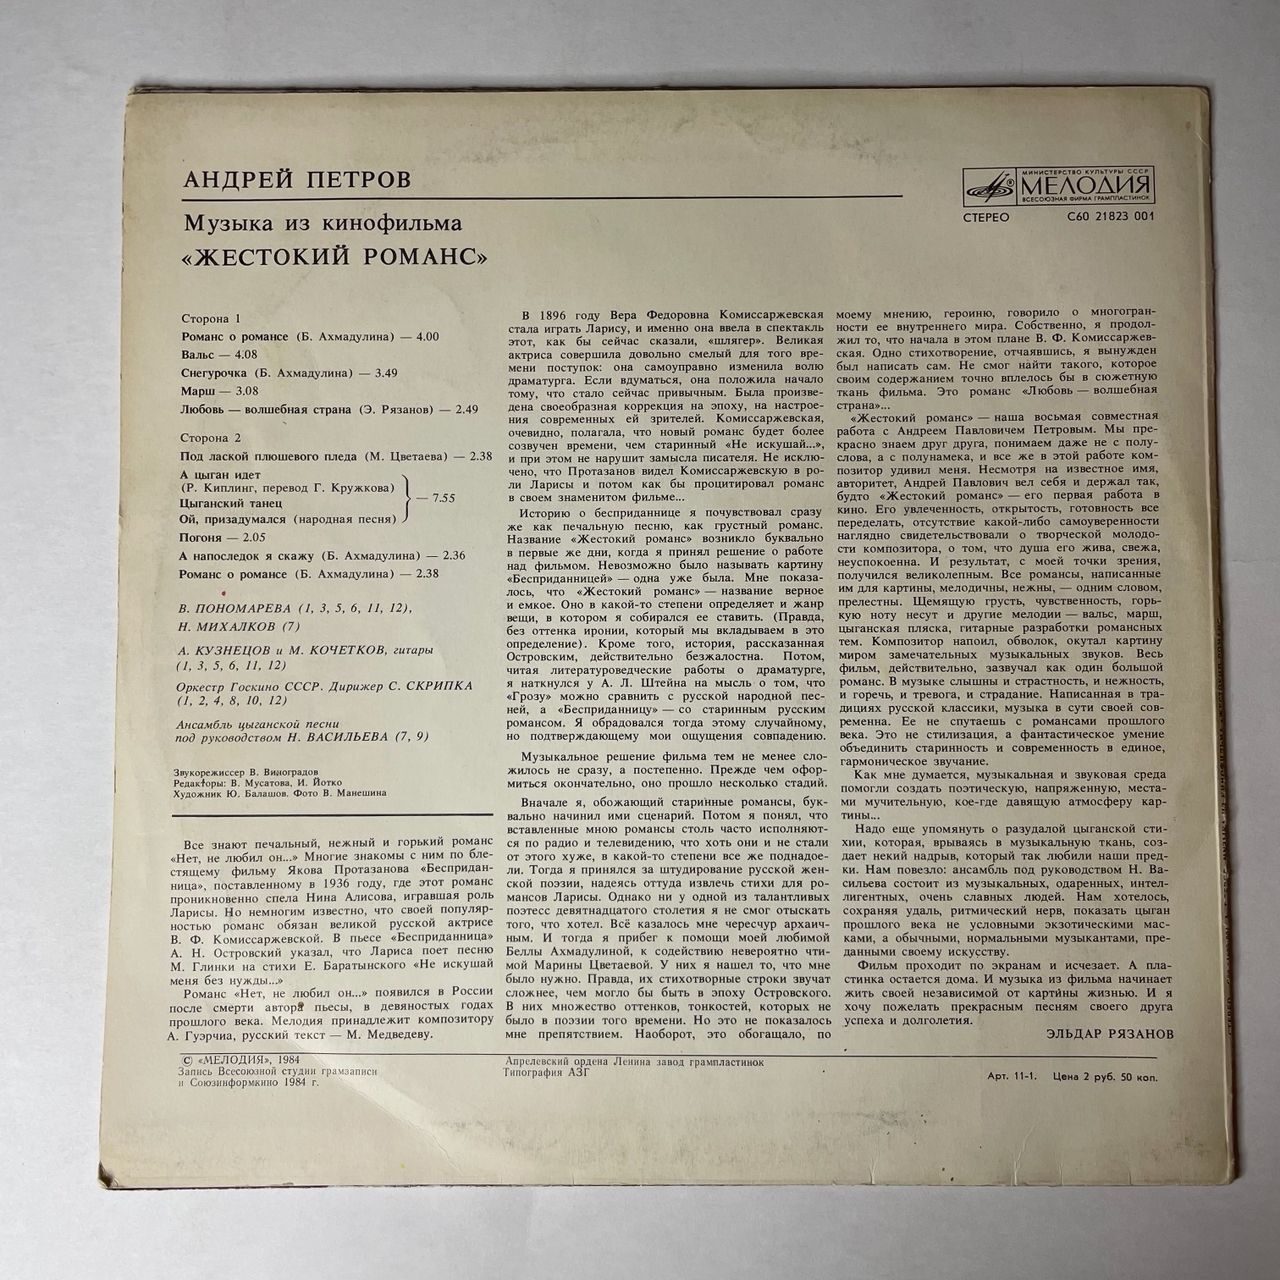 АНДРЕЙ ПЕТРОВ
Музыка из кинофильма
«ЖЕСТОКИЙ РОМАНС»
МИНИСТЕРСТВО КУЛЬТУРЫ СССР
МЕЛОДИЯ
ВСЕСОЮЗНАЯ ФИРМА ГРАМПЛАСТИНОК
СТЕРЕО С60 21823 001
Сторона 1
Романс о романсе (Б. Ахмадулина) — 4.00
Вальс — 4.08
Снегурочка (Б. Ахмадулина) — 3.49
Марш — 3.08
Любовь — волшебная страна (Э. Рязанов) — 2.49
Сторона 2
Под лаской плюшевого пледа (М. Цветаева) — 2.38
А цыган идет
(Р. Киплинг, перевод Г. Кружкова)
Цыганский танец — 7.55
Ой, призадумался (народная песня)
Погоня — 2.05
А напоследок я скажу (Б. Ахмадулина) — 2.36
Романс о романсе (Б. Ахмадулина) — 2.38
В. ПОНОМАРЕВА (1, 3, 5, 6, 11, 12),
Н. МИХАЛКОВ (7)
А. КУЗНЕЦОВ и М. КОЧЕТКОВ, гитары
(1, 3, 5, 6, 11, 12)
Оркестр Госкино СССР. Дирижер С. СКРИПКА
(1, 2, 4, 8, 10, 12)
Ансамбль цыганской песни
под руководством Н. ВАСИЛЬЕВА (7, 9)
Звукорежиссер В. Виноградов
Редакторы: В. Мусатова, И. Йотко
Художник Ю. Балашов. Фото В. Манешина
Все знают печальный, нежный и горький романс
«Нет, не любил он...» Многие знакомы с ним по бле-
стящему фильму Якова Протазанова «Беспридан-
ница», поставленному в 1936 году, где этот романс
проникновенно спела Нина Алисова, игравшая роль
Ларисы. Но немногим известно, что своей популяр-
ностью романс обязан великой русской актрисе
В. Ф. Комиссаржевской. В пьесе «Бесприданница»
А. Н. Островский указал, что Лариса поет песню
М. Глинки на стихи Е. Баратынского «Не искушай
меня без нужды...»
Романс «Нет, не любил он...» появился в России
после смерти автора пьесы, в девяностых годах
прошлого века. Мелодия принадлежит композитору
А. Гуэрчиа, русский текст — М. Медведеву.
В 1896 году Вера Федоровна Комиссаржевская
стала играть Ларису, и именно она ввела в спектакль
этот, как бы сейчас сказали, «шлягер». Великая
актриса совершила довольно смелый для того вре-
мени поступок: она самоуправно изменила волю
драматурга. Если вдуматься, она положила начало
тому, что стало сейчас привычным. Была произве-
дена своеобразная коррекция на эпоху, на настрое-
ния современных ей зрителей. Комиссаржевская,
очевидно, полагала, что новый романс будет более
созвучен времени, чем старинный «Не искушай...»,
и при этом не нарушит замысла писателя. Не исклю-
чено, что Протазанов видел Комиссаржевскую в ро-
ли Ларисы и потом как бы процитировал романс
в своем знаменитом фильме...
Историю о бесприданнице я почувствовал сразу
же как печальную песню, как грустный романс.
Название «Жестокий романс» возникло буквально
в первые же дни, когда я принял решение о работе
над фильмом. Невозможно было называть картину
«Бесприданницей» — одна уже была. Мне показа-
лось, что «Жестокий романс» — название верное
и емкое. Оно в какой-то степени определяет и жанр
вещи, в котором я собирался ее ставить. (Правда,
без оттенка иронии, который мы вкладываем в это
определение). Кроме того, история, рассказанная
Островским, действительно безжалостна. Потом,
читая литературоведческие работы о драматурге,
я наткнулся у А. Л. Штейна на мысль о том, что
«Грозу» можно сравнить с русской народной пес-
ней, а «Бесприданницу» — со старинным русским
романсом. Я обрадовался тогда этому случайному,
но подтверждающему мои ощущения совпадению.
Музыкальное решение фильма тем не менее сло-
жилось не сразу, а постепенно. Прежде чем офор-
миться окончательно, оно прошло несколько стадий.
Вначале я, обожающий старинные романсы, бук-
вально начинил ими сценарий. Потом я понял, что
вставленные мною романсы столь часто исполняют-
ся по радио и телевидению, что хоть они и не стали
от этого хуже, в какой-то степени все же поднадое-
ли. Тогда я принялся за штудирование русской жен-
ской поэзии, надеясь оттуда извлечь стихи для ро-
мансов Ларисы. Однако ни у одной из талантливых
поэтесс девятнадцатого столетия я не смог отыскать
того, что хотел. Всё казалось мне чересчур архаич-
ным. И тогда я прибег к помощи моей любимой
Беллы Ахмадулиной, к содействию невероятно чти-
мой Марины Цветаевой. У них я нашел то, что мне
было нужно. Правда, их стихотворные строки звучат
сложнее, чем могло бы быть в эпоху Островского.
В них множество оттенков, тонкостей, которых не
было в поэзии того времени. Но это не показалось
мне препятствием. Наоборот, это обогащало, по
моему мнению, героиню, говорило о многогран-
ности ее внутреннего мира. Собственно, я продол-
жил то, что начала в этом плане В. Ф. Комиссаржев-
ская. Одно стихотворение, отчаявшись, я вынужден
был написать сам. Не смог найти такого, которое
своим содержанием точно вплелось бы в сюжетную
ткань фильма. Это романс «Любовь — волшебная
страна»...
«Жестокий романс» — наша восьмая совместная
работа с Андреем Павловичем Петровым. Мы пре-
красно знаем друг друга, понимаем даже не с полу-
слова, а с полунамека, и все же в этой работе ком-
позитор удивил меня. Несмотря на известное имя,
авторитет, Андрей Павлович вел себя и держал так,
будто «Жестокий романс» — его первая работа в
кино. Его увлеченность, открытость, готовность все
переделать, отсутствие какой-либо самоуверенности
наглядно свидетельствовали о творческой молодо-
сти композитора, о том, что душа его жива, свежа,
неуспокоенна. И результат, с моей точки зрения,
получился великолепным. Все романсы, написанные
им для картины, мелодичны, нежны, — одним словом,
прелестны. Щемящую грусть, чувственность, горь-
кую ноту несут и другие мелодии — вальс, марш,
цыганская пляска, гитарные разработки романсных
тем. Композитор напоил, обволок, окутал картину
миром замечательных музыкальных звуков. Весь
фильм, действительно, зазвучал как один большой
романс. В музыке слышны и страстность, и нежность,
и горечь, и тревога, и страдание. Написанная в тра-
дициях русской классики, музыка в сути своей сов-
ременна. Ее не спутаешь с романсами прошлого
века. Это не стилизация, а фантастическое умение
объединить старинность и современность в единое,
гармоническое звучание.
Как мне думается, музыкальная и звуковая среда
помогли создать поэтическую, напряженную, места-
ми мучительную, кое-где давящую атмосферу кар-
тины...
Надо еще упомянуть о разудалой цыганской сти-
хии, которая, врываясь в музыкальную ткань, соз-
дает некий надрыв, который так любили наши пред-
ки. Нам повезло: ансамбль под руководством Н. Ва-
сильева состоит из музыкальных, одаренных, интел-
лигентных, очень славных людей. Нам хотелось,
сохраняя удаль, ритмический нерв, показать цыган
прошлого века не условными экзотическими мас-
ками, а обычными, нормальными музыкантами, пре-
данными своему искусству.
Фильм проходит по экранам и исчезает. А пла-
стинка остается дома. И музыка из фильма начинает
жить своей независимой от картины жизнью. И я
хочу пожелать прекрасным песням своего друга
успеха и долголетия.
ЭЛЬДАР РЯЗАНОВ
© «МЕЛОДИЯ», 1984
Запись Всесоюзной студии грамзаписи
и Союзинформкино 1984 г.
Апрелевский ордена Ленина завод грампластинок
Типография АЗГ
Арт. 11-1. Цена 2 руб. 50 коп.